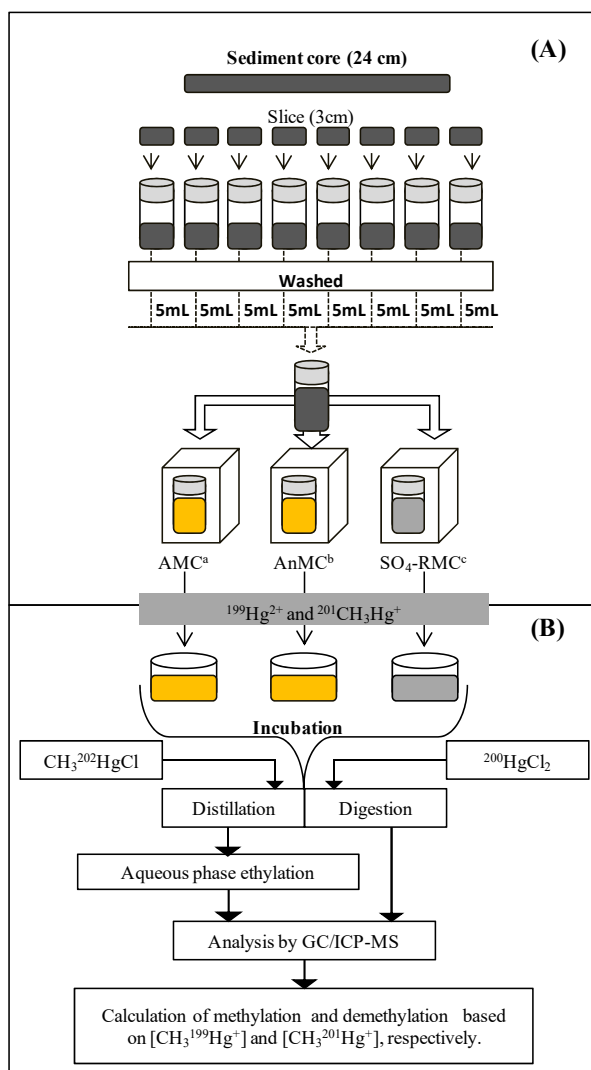 (A)
Sediment core (24 cm)
Slice (3cm)
Washed
5mL 5mL 5mL 5mL 5mL 5mL 5mL 5mL
AMCᵃ AnMCᵇ SO₄-RMCᶜ
¹⁹⁹Hg²⁺ and ²⁰¹CH₃Hg⁺
(B)
Incubation
CH₃²⁰²HgCl ²⁰⁰HgCl₂
Distillation Digestion
Aqueous phase ethylation
Analysis by GC/ICP-MS
Calculation of methylation and demethylation based
on [CH₃¹⁹⁹Hg⁺] and [CH₃²⁰¹Hg⁺], respectively.